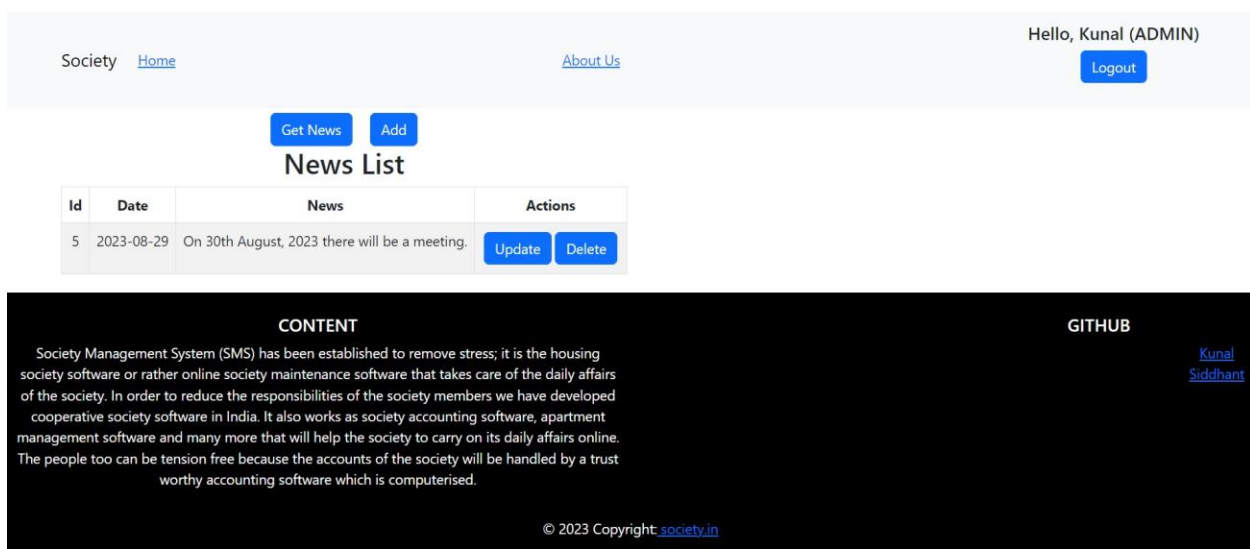 Hello, Kunal (ADMIN)
Society Home About Us
Logout
Get News Add
News List
Id Date News Actions
5 2023-08-29 On 30th August, 2023 there will be a meeting. Update Delete
CONTENT
Society Management System (SMS) has been established to remove stress; it is the housing
society software or rather online society maintenance software that takes care of the daily affairs
of the society. In order to reduce the responsibilities of the society members we have developed
cooperative society software in India. It also works as society accounting software, apartment
management software and many more that will help the society to carry on its daily affairs online.
The people too can be tension free because the accounts of the society will be handled by a trust
worthy accounting software which is computerised.
GITHUB
Kunal
Siddhant
© 2023 Copyright: society.in